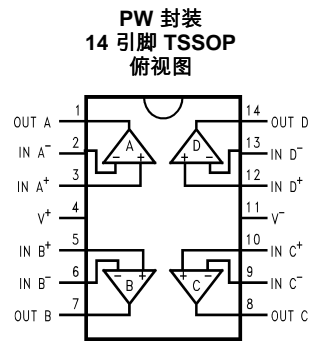 PW 封装
14 引脚 TSSOP
俯视图
1 14
OUT A OUT D
2 13
IN A⁻ A D IN D⁻
- + + -
3 12
IN A⁺ IN D⁺
4 11
V⁺ V⁻
5 10
IN B⁺ IN C⁺
6 9
IN B⁻ - + + - IN C⁻
B C
7 8
OUT B OUT C